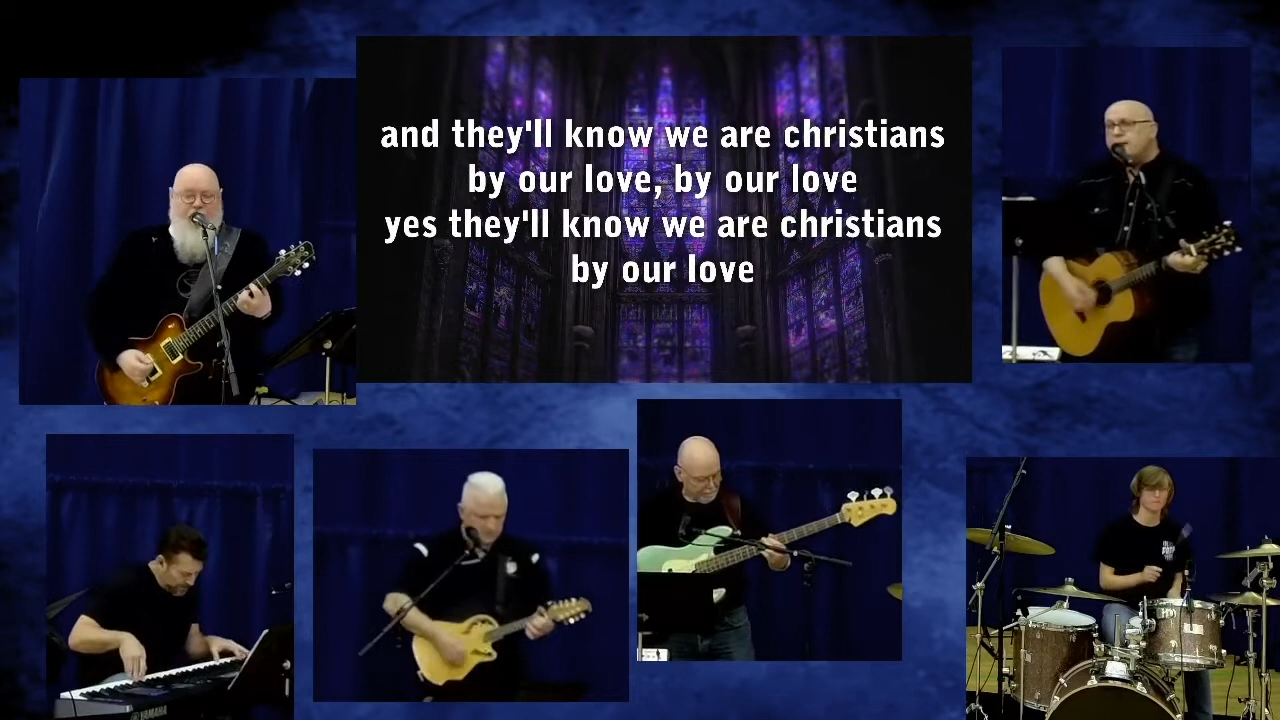 and they'll know we are christians
by our love, by our love
yes they'll know we are christians
by our love
YAMAHA